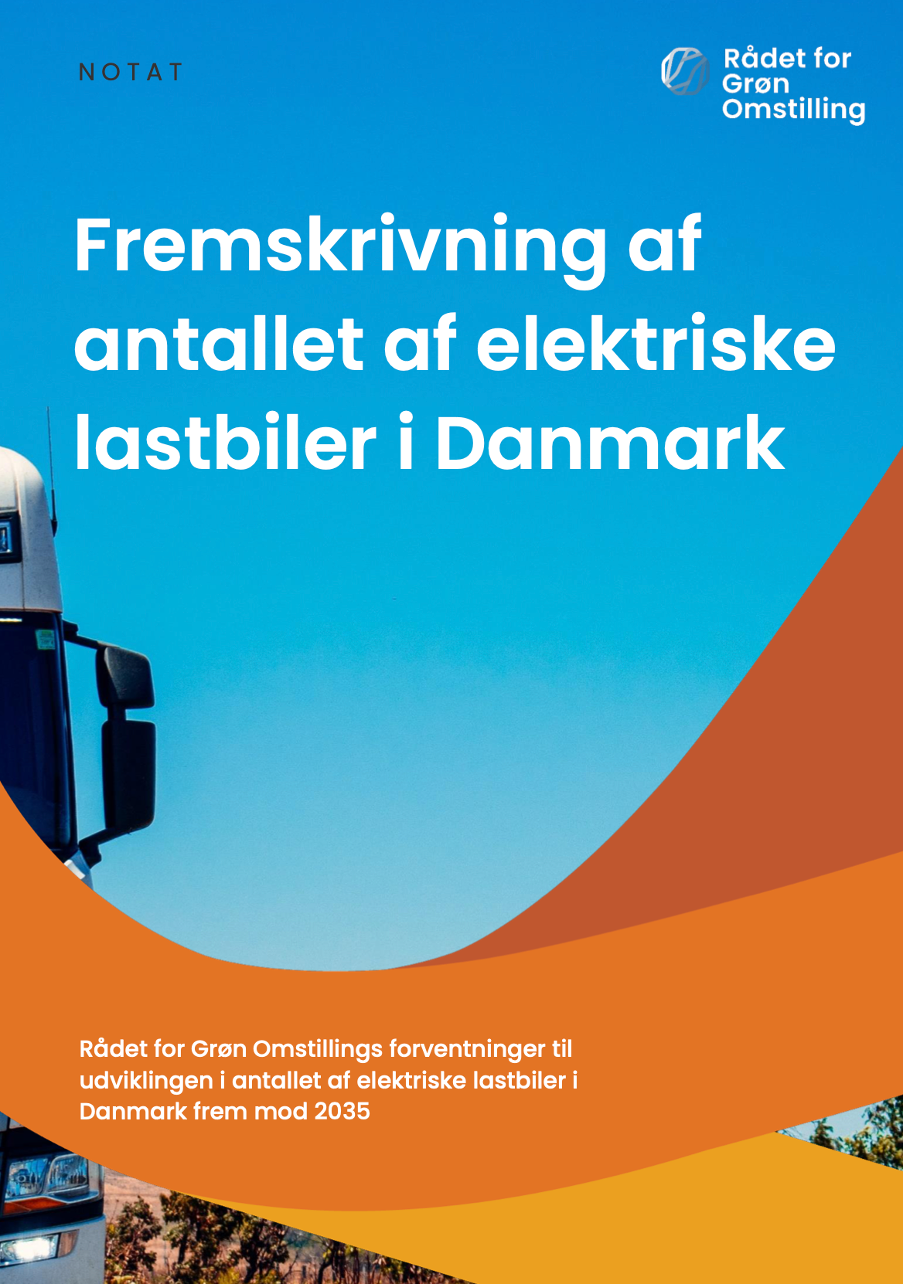 NOTAT
Rådet for
Grøn
Omstilling
Fremskrivning af
antallet af elektriske
lastbiler i Danmark
Rådet for Grøn Omstillings forventninger til
udviklingen i antallet af elektriske lastbiler i
Danmark frem mod 2035